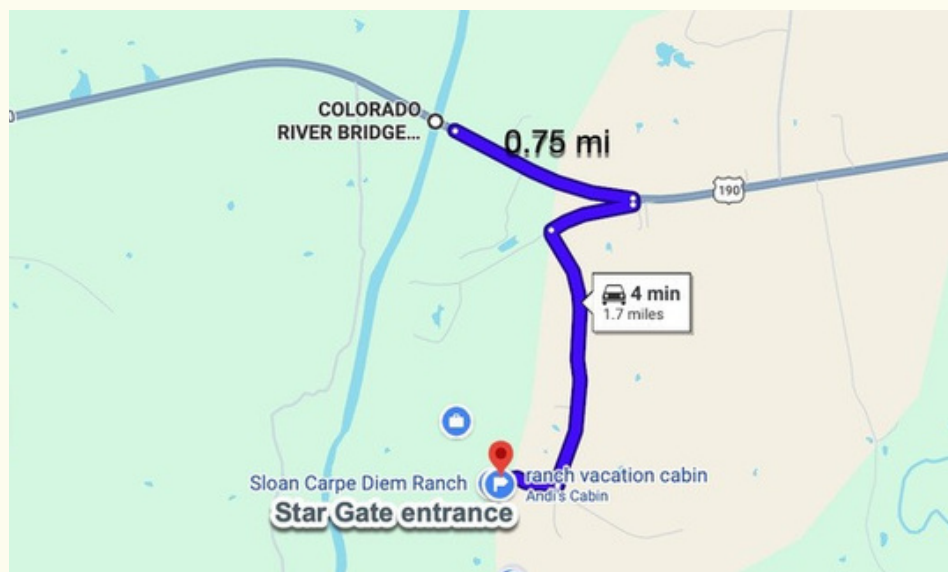 COLORADO
RIVER BRIDGE...
0.75 mi
190
4 min
1.7 miles
Sloan Carpe Diem Ranch
ranch vacation cabin
Andi's Cabin
Star Gate entrance